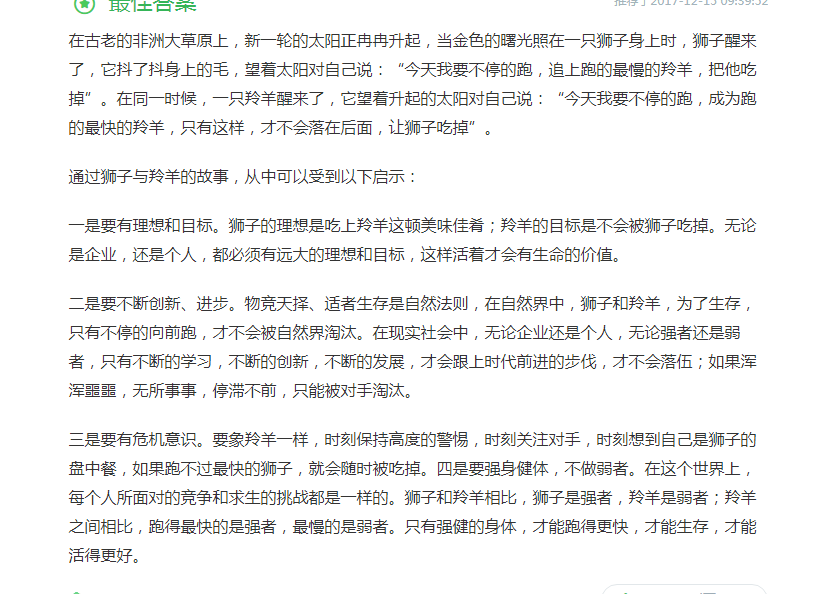 最佳答案
推荐于2017-12-15 09:59:52
在古老的非洲大草原上，新一轮的太阳正冉冉升起，当金色的曙光照在一只狮子身上时，狮子醒来
了，它抖了抖身上的毛，望着太阳对自己说：“今天我要不停的跑，追上跑的最慢的羚羊，把他吃
掉”。在同一时候，一只羚羊醒来了，它望着升起的太阳对自己说：“今天我要不停的跑，成为跑
的最快的羚羊，只有这样，才不会落在后面，让狮子吃掉”。
通过狮子与羚羊的故事，从中可以受到以下启示：
一是要有理想和目标。狮子的理想是吃上羚羊这顿美味佳肴；羚羊的目标是不会被狮子吃掉。无论
是企业，还是个人，都必须有远大的理想和目标，这样活着才会有生命的价值。
二是要不断创新、进步。物竞天择、适者生存是自然法则，在自然界中，狮子和羚羊，为了生存，
只有不停的向前跑，才不会被自然界淘汰。在现实社会中，无论企业还是个人，无论强者还是弱
者，只有不断的学习，不断的创新，不断的发展，才会跟上时代前进的步伐，才不会落伍；如果浑
浑噩噩，无所事事，停滞不前，只能被对手淘汰。
三是要有危机意识。要象羚羊一样，时刻保持高度的警惕，时刻关注对手，时刻想到自己是狮子的
盘中餐，如果跑不过最快的狮子，就会随时被吃掉。四是要强身健体，不做弱者。在这个世界上，
每个人所面对的竞争和求生的挑战都是一样的。狮子和羚羊相比，狮子是强者，羚羊是弱者；羚羊
之间相比，跑得最快的是强者，最慢的是弱者。只有强健的身体，才能跑得更快，才能生存，才能
活得更好。